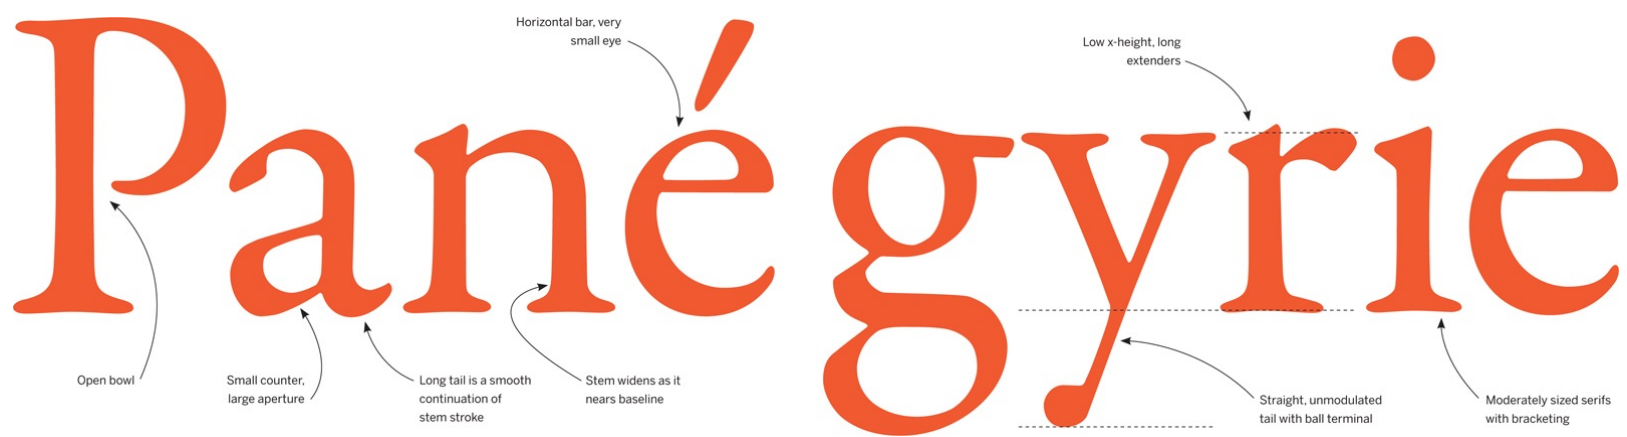 Panégyrie
Horizontal bar, very
small eye
Low x-height, long
extenders
Open bowl
Small counter,
large aperture
Long tail is a smooth
continuation of
stem stroke
Stem widens as it
nears baseline
Straight, unmodulated
tail with ball terminal
Moderately sized serifs
with bracketing